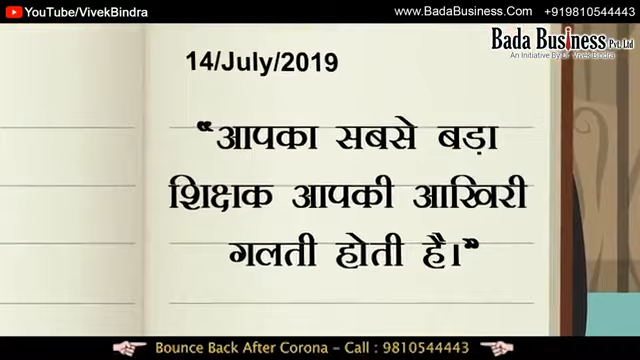 YouTube/VivekBindra
www.BadaBusiness.Com +919810544443
Bada Business Pvt. Ltd
An Initiative By Dr. Vivek Bindra
14/July/2019
“आपका सबसे बड़ा
शिक्षक आपकी आखिरी
गलती होती है।”
Bounce Back After Corona – Call : 9810544443